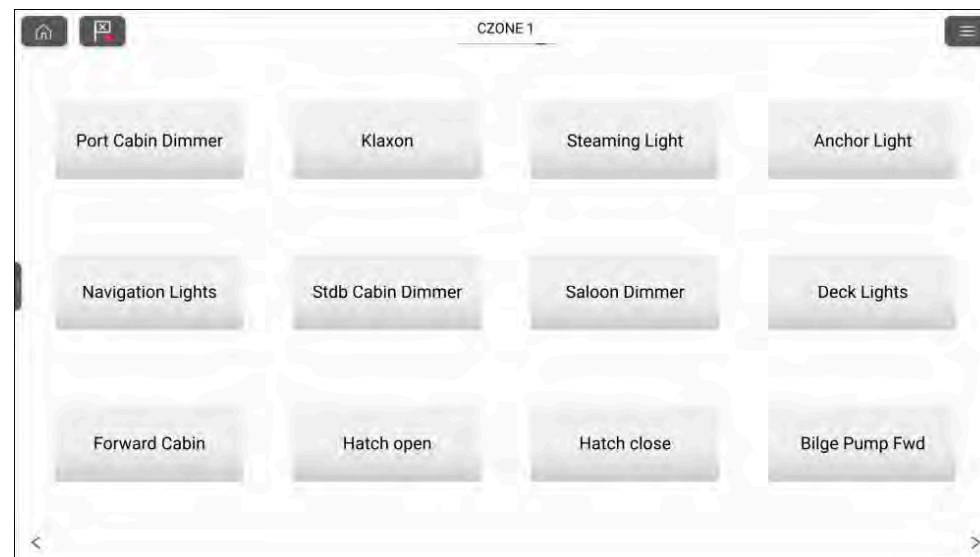 CZONE 1
Port Cabin Dimmer
Klaxon
Steaming Light
Anchor Light
Navigation Lights
Stdb Cabin Dimmer
Saloon Dimmer
Deck Lights
Forward Cabin
Hatch open
Hatch close
Bilge Pump Fwd